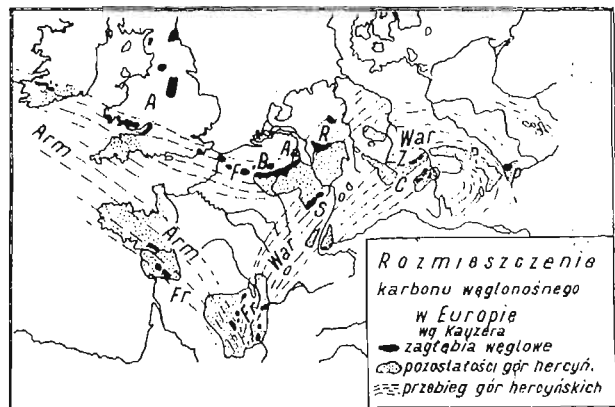 A
Arm.
Arm
Fr
F
B
A
R
S
War
Fr
War
Z
C
P
Rozmieszczenie
karbonu węglonośnego
w Europie
wg Kayzera
zagłębia węglowe
pozostałości gór hercyń.
przebieg gór hercyńskich